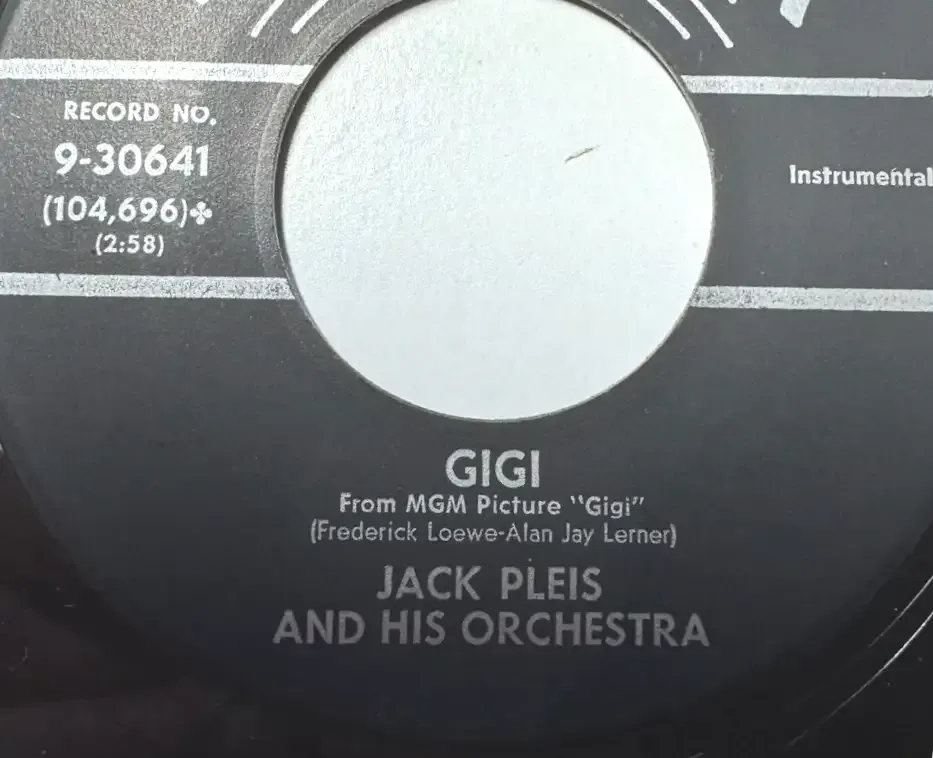 RECORD NO.
9-30641
(104,696)✤
(2:58)
Instrumental
GIGI
From MGM Picture "Gigi"
(Frederick Loewe-Alan Jay Lerner)
JACK PLEIS
AND HIS ORCHESTRA